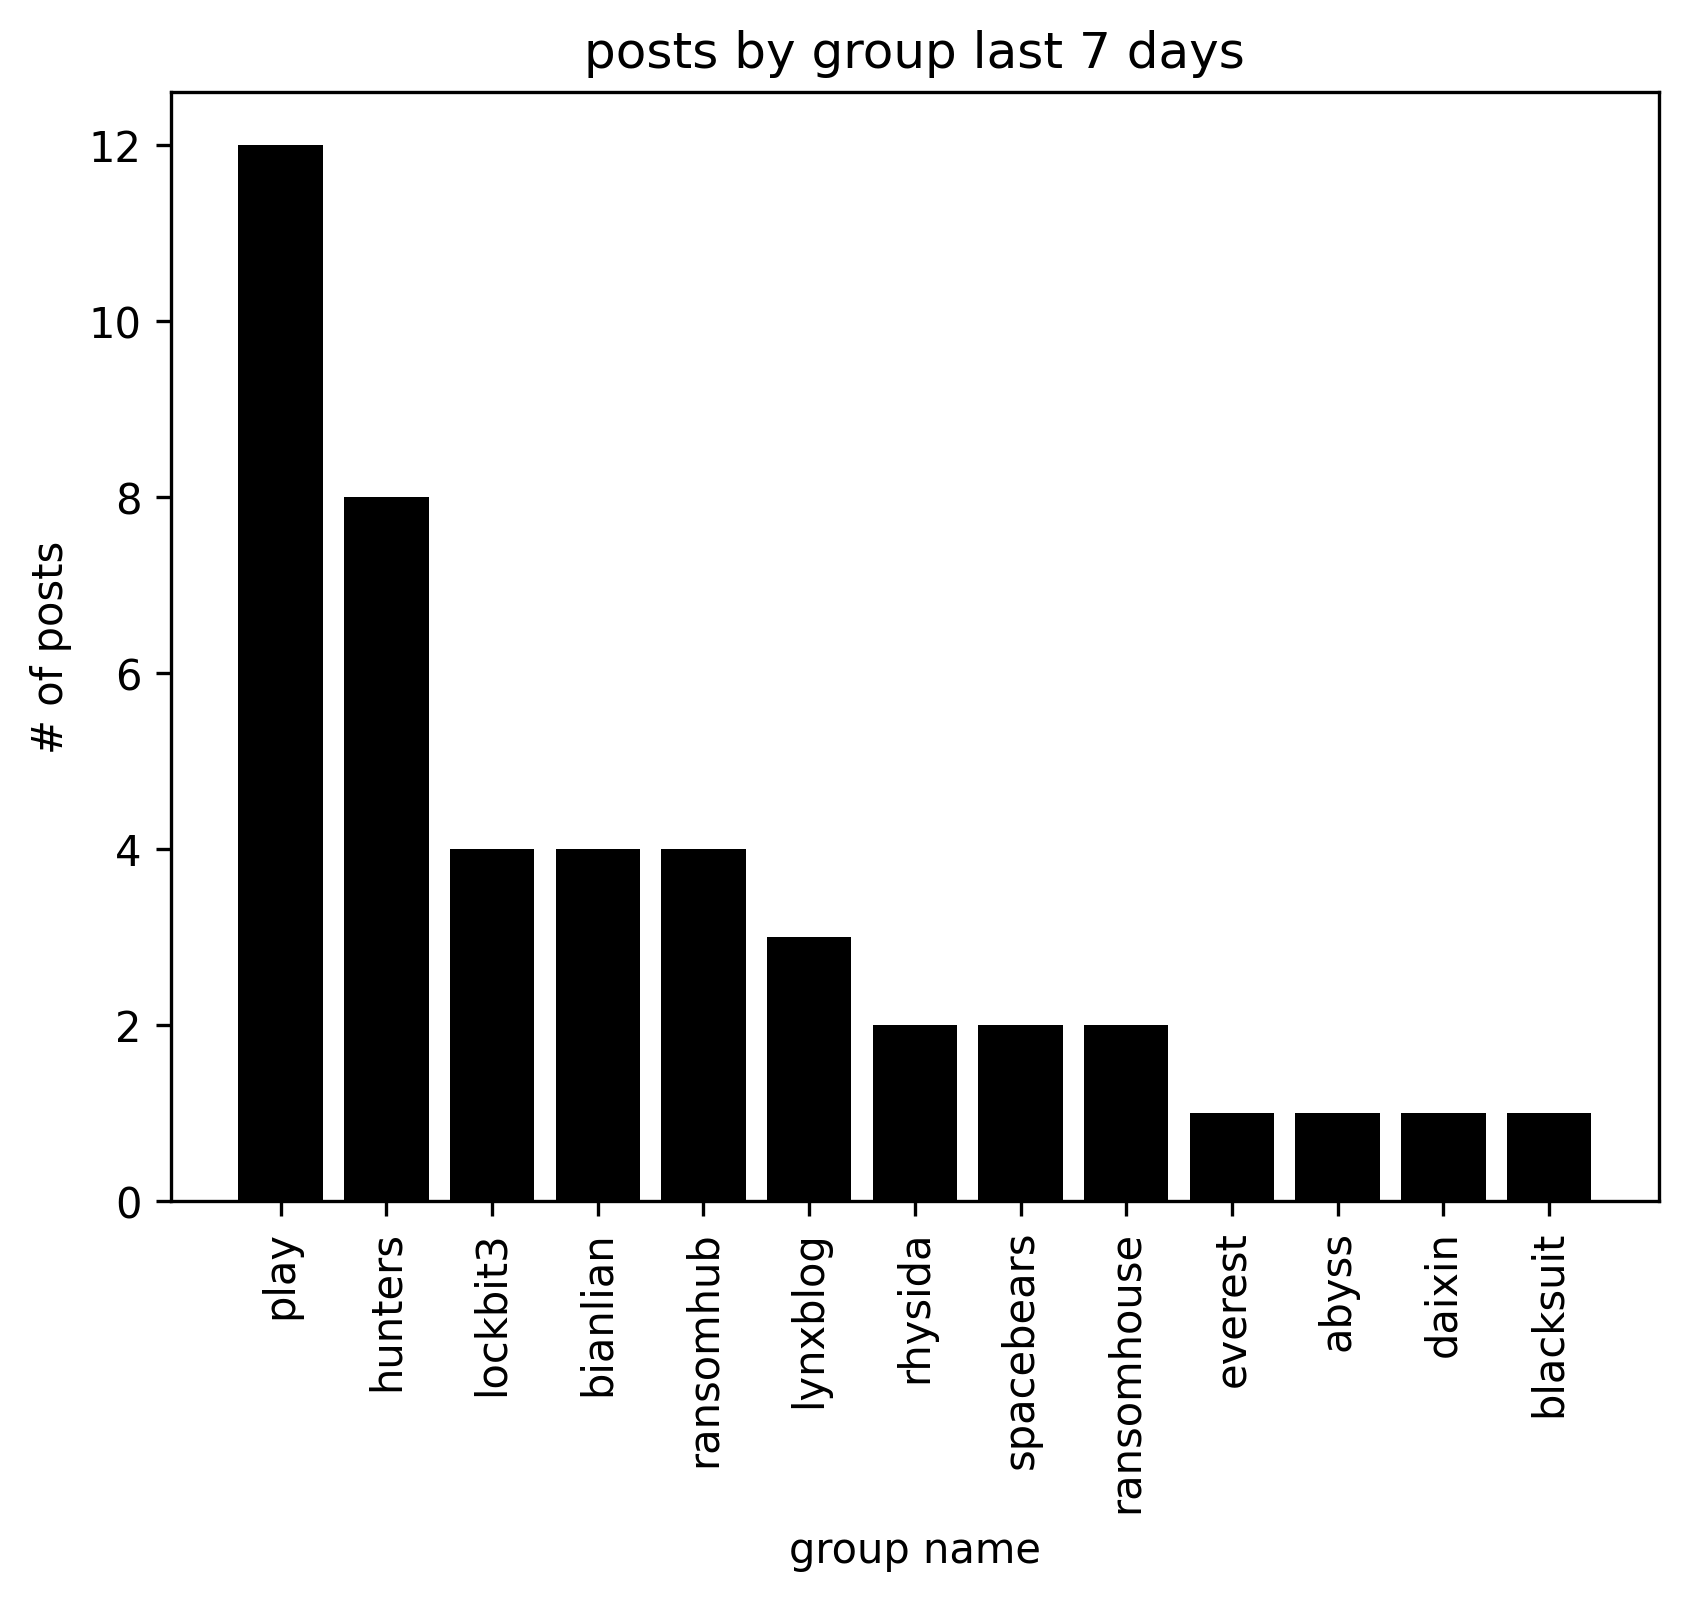 posts by group last 7 days
12
10
8
6
4
2
0
# of posts
play
hunters
lockbit3
bianlian
ransomhub
lynxblog
rhysida
spacebears
ransomhouse
everest
abyss
daixin
blacksuit
group name